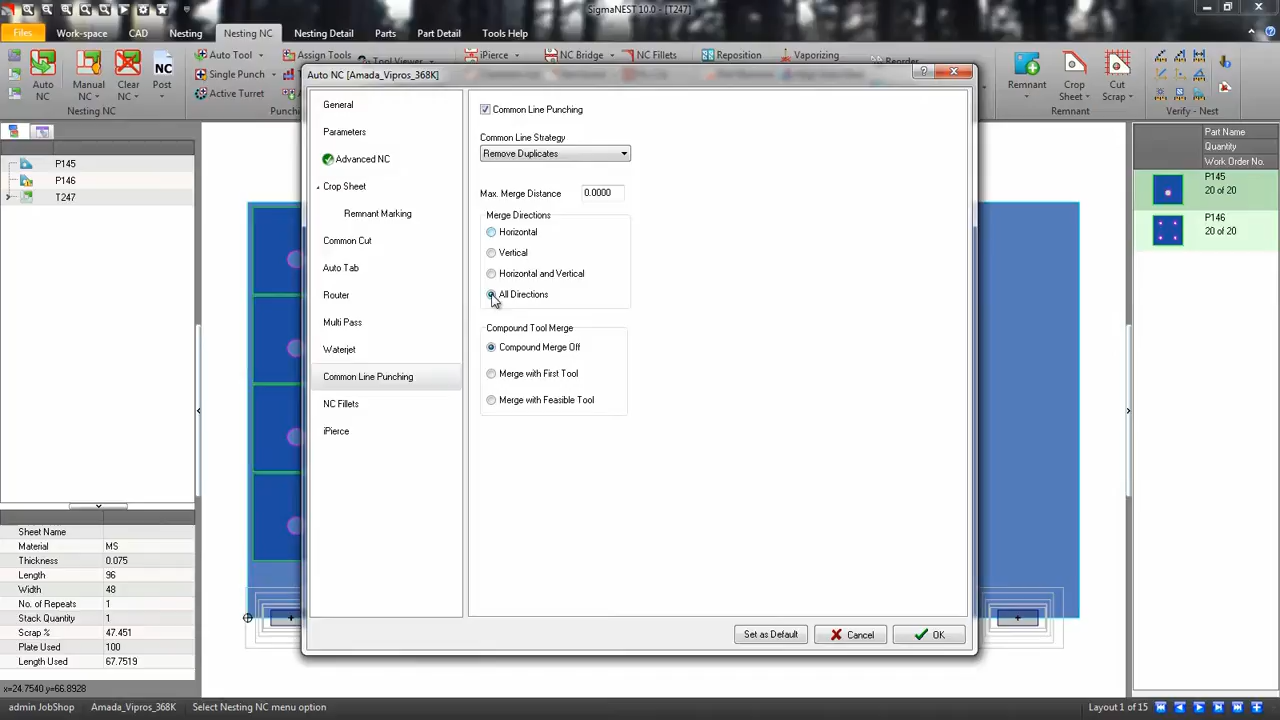 SigmaNEST 10.0 - [T247]
Files
Work-space
CAD
Nesting
Nesting NC
Nesting Detail
Parts
Part Detail
Tools Help
Auto NC
Manual NC
Clear NC
Post
Nesting NC
Auto Tool
Single Punch
Active Turret
Assign Tools
iPierce
NC Bridge
NC Fillets
Reposition
Vaporizing
Remnant
Crop Sheet
Cut Scrap
Remnant
Verify - Nest
P145
P146
T247
Auto NC [Amada_Vipros_368K]
General
Parameters
Advanced NC
Crop Sheet
Remnant Marking
Common Cut
Auto Tab
Router
Multi Pass
Waterjet
Common Line Punching
NC Fillets
iPierce
Common Line Punching
Common Line Strategy
Remove Duplicates
Max. Merge Distance 0.0000
Merge Directions
Horizontal
Vertical
Horizontal and Vertical
All Directions
Compound Tool Merge
Compound Merge Off
Merge with First Tool
Merge with Feasible Tool
Set as Default
Cancel
OK
Part Name
Quantity
Work Order No.
P145
20 of 20
P146
20 of 20
Sheet Name
Material MS
Thickness 0.075
Length 96
Width 48
No. of Repeats 1
Stack Quantity 1
Scrap % 47.451
Plate Used 100
Length Used 67.7519
x=24.7540 y=66.8928
admin JobShop
Amada_Vipros_368K
Select Nesting NC menu option
Layout 1 of 15